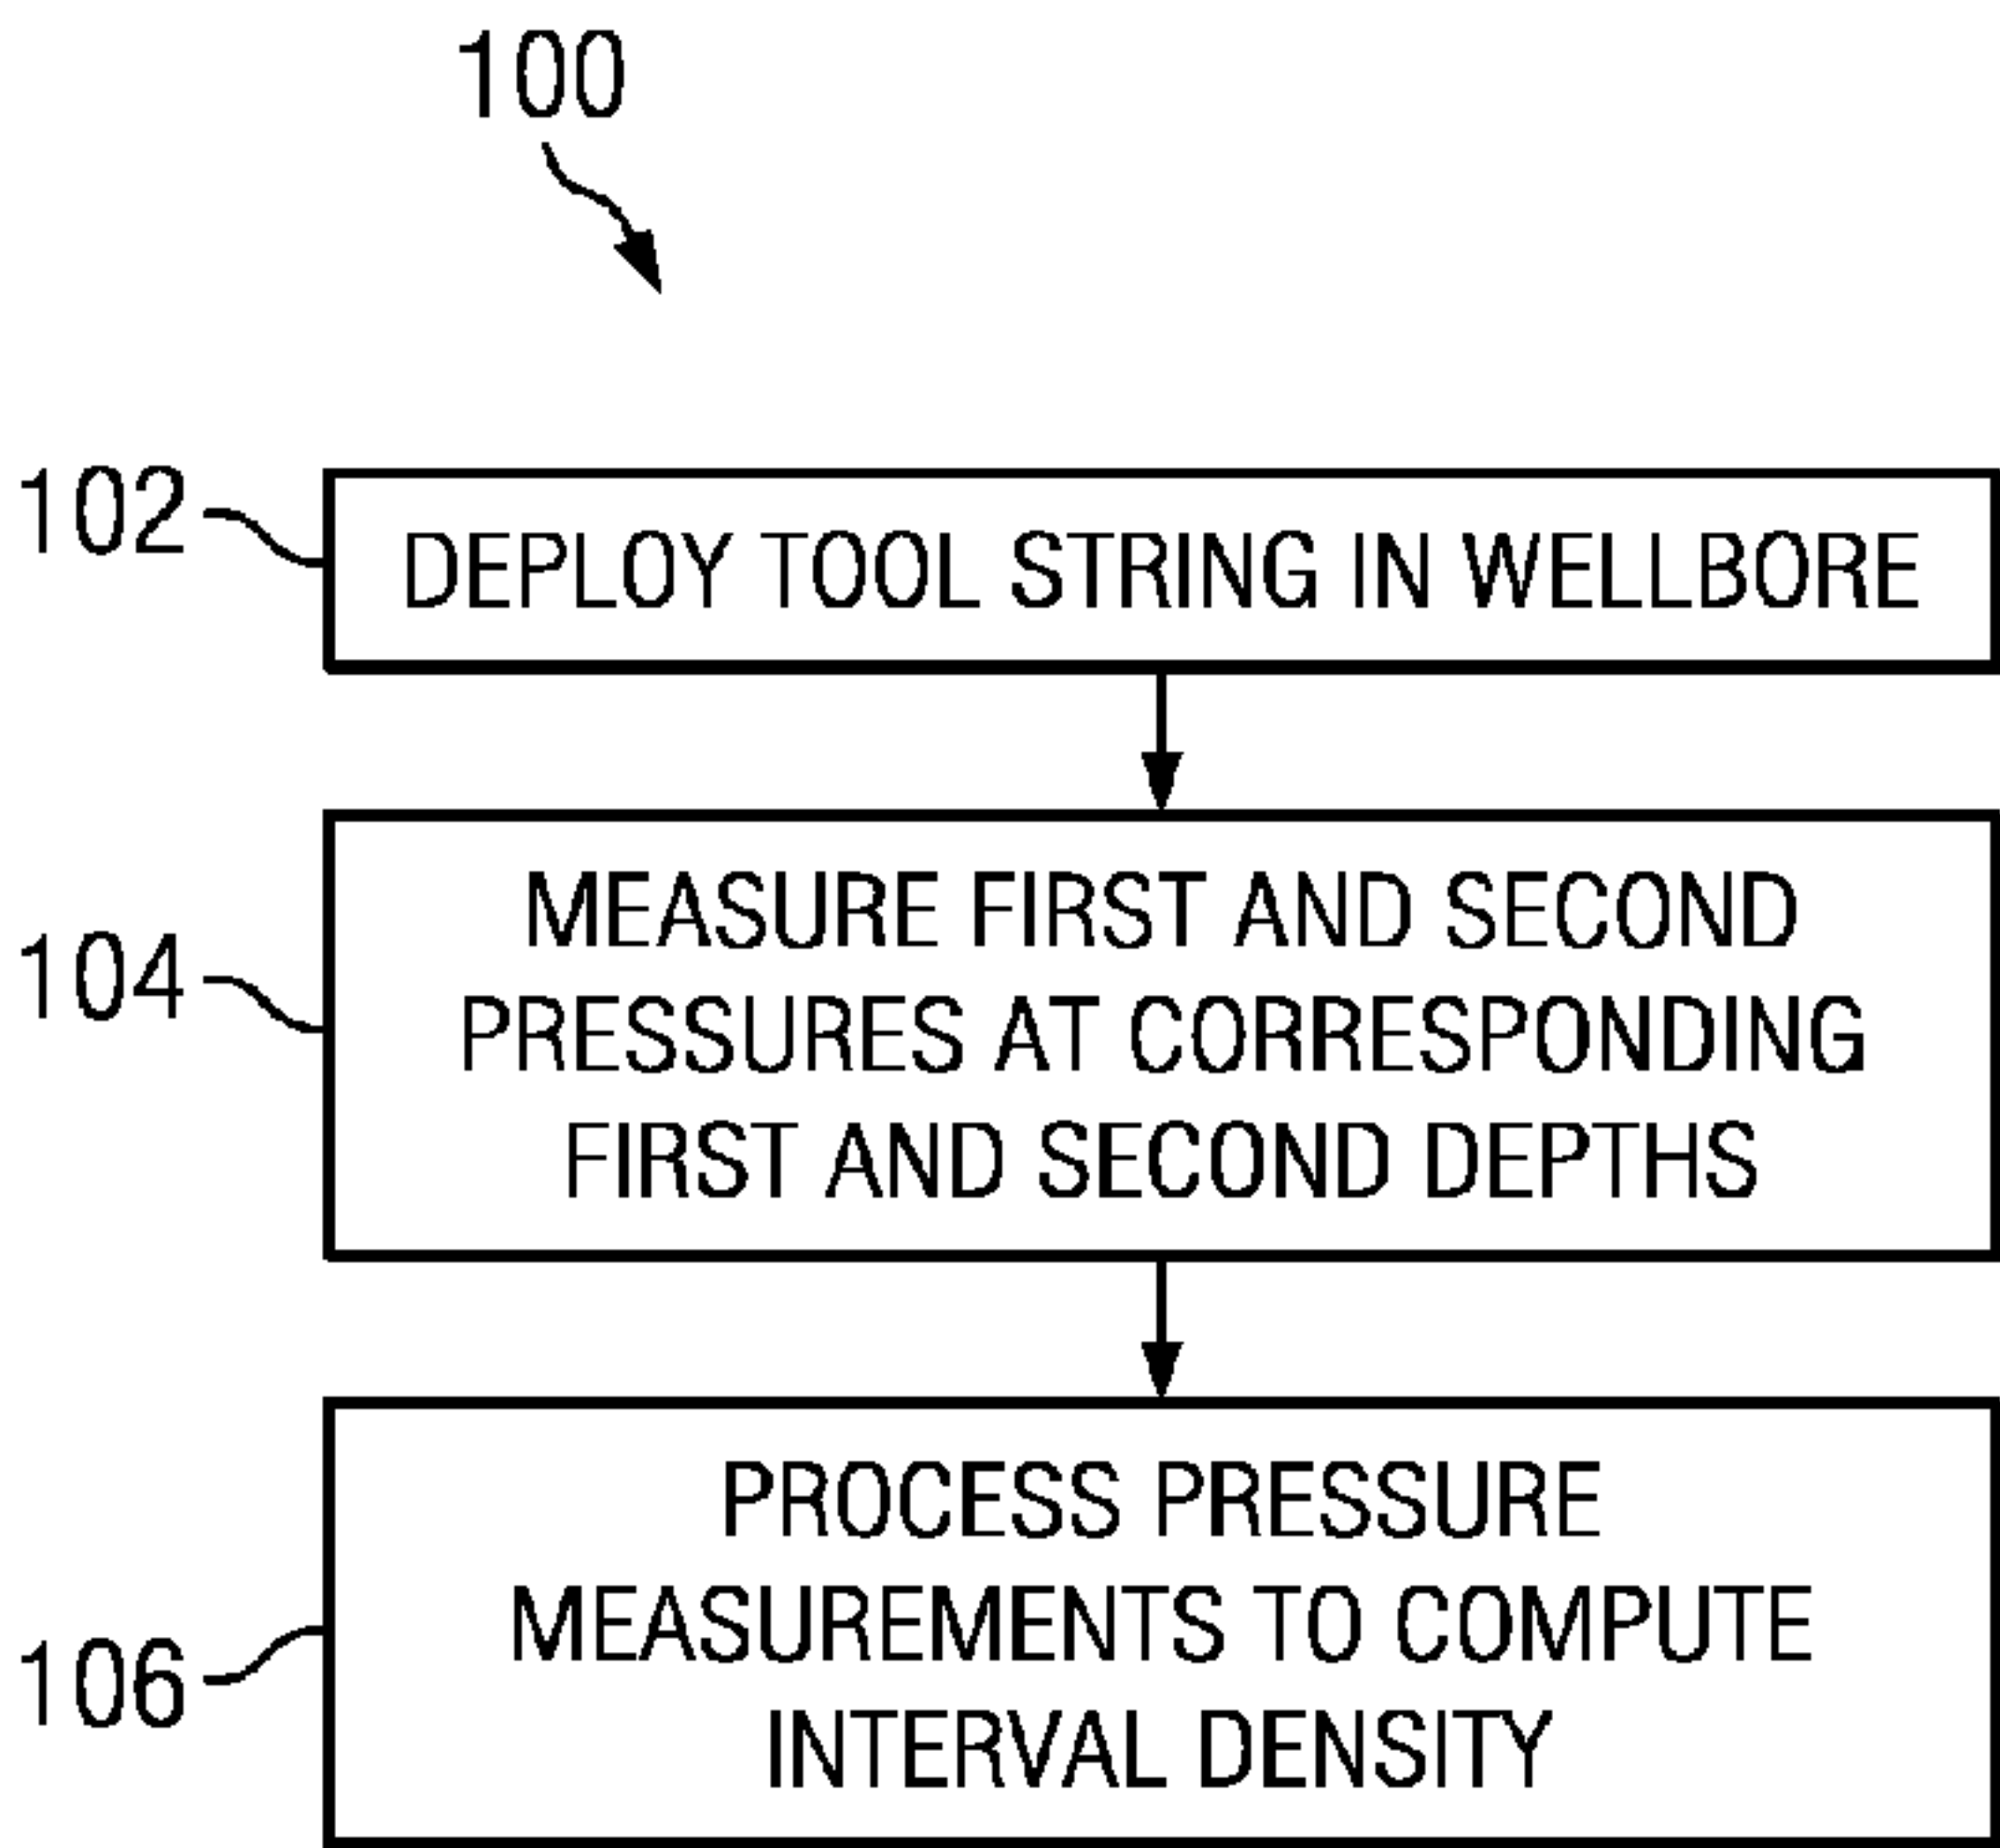 100
102
DEPLOY TOOL STRING IN WELLBORE
104
MEASURE FIRST AND SECOND
PRESSURES AT CORRESPONDING
FIRST AND SECOND DEPTHS
106
PROCESS PRESSURE
MEASUREMENTS TO COMPUTE
INTERVAL DENSITY